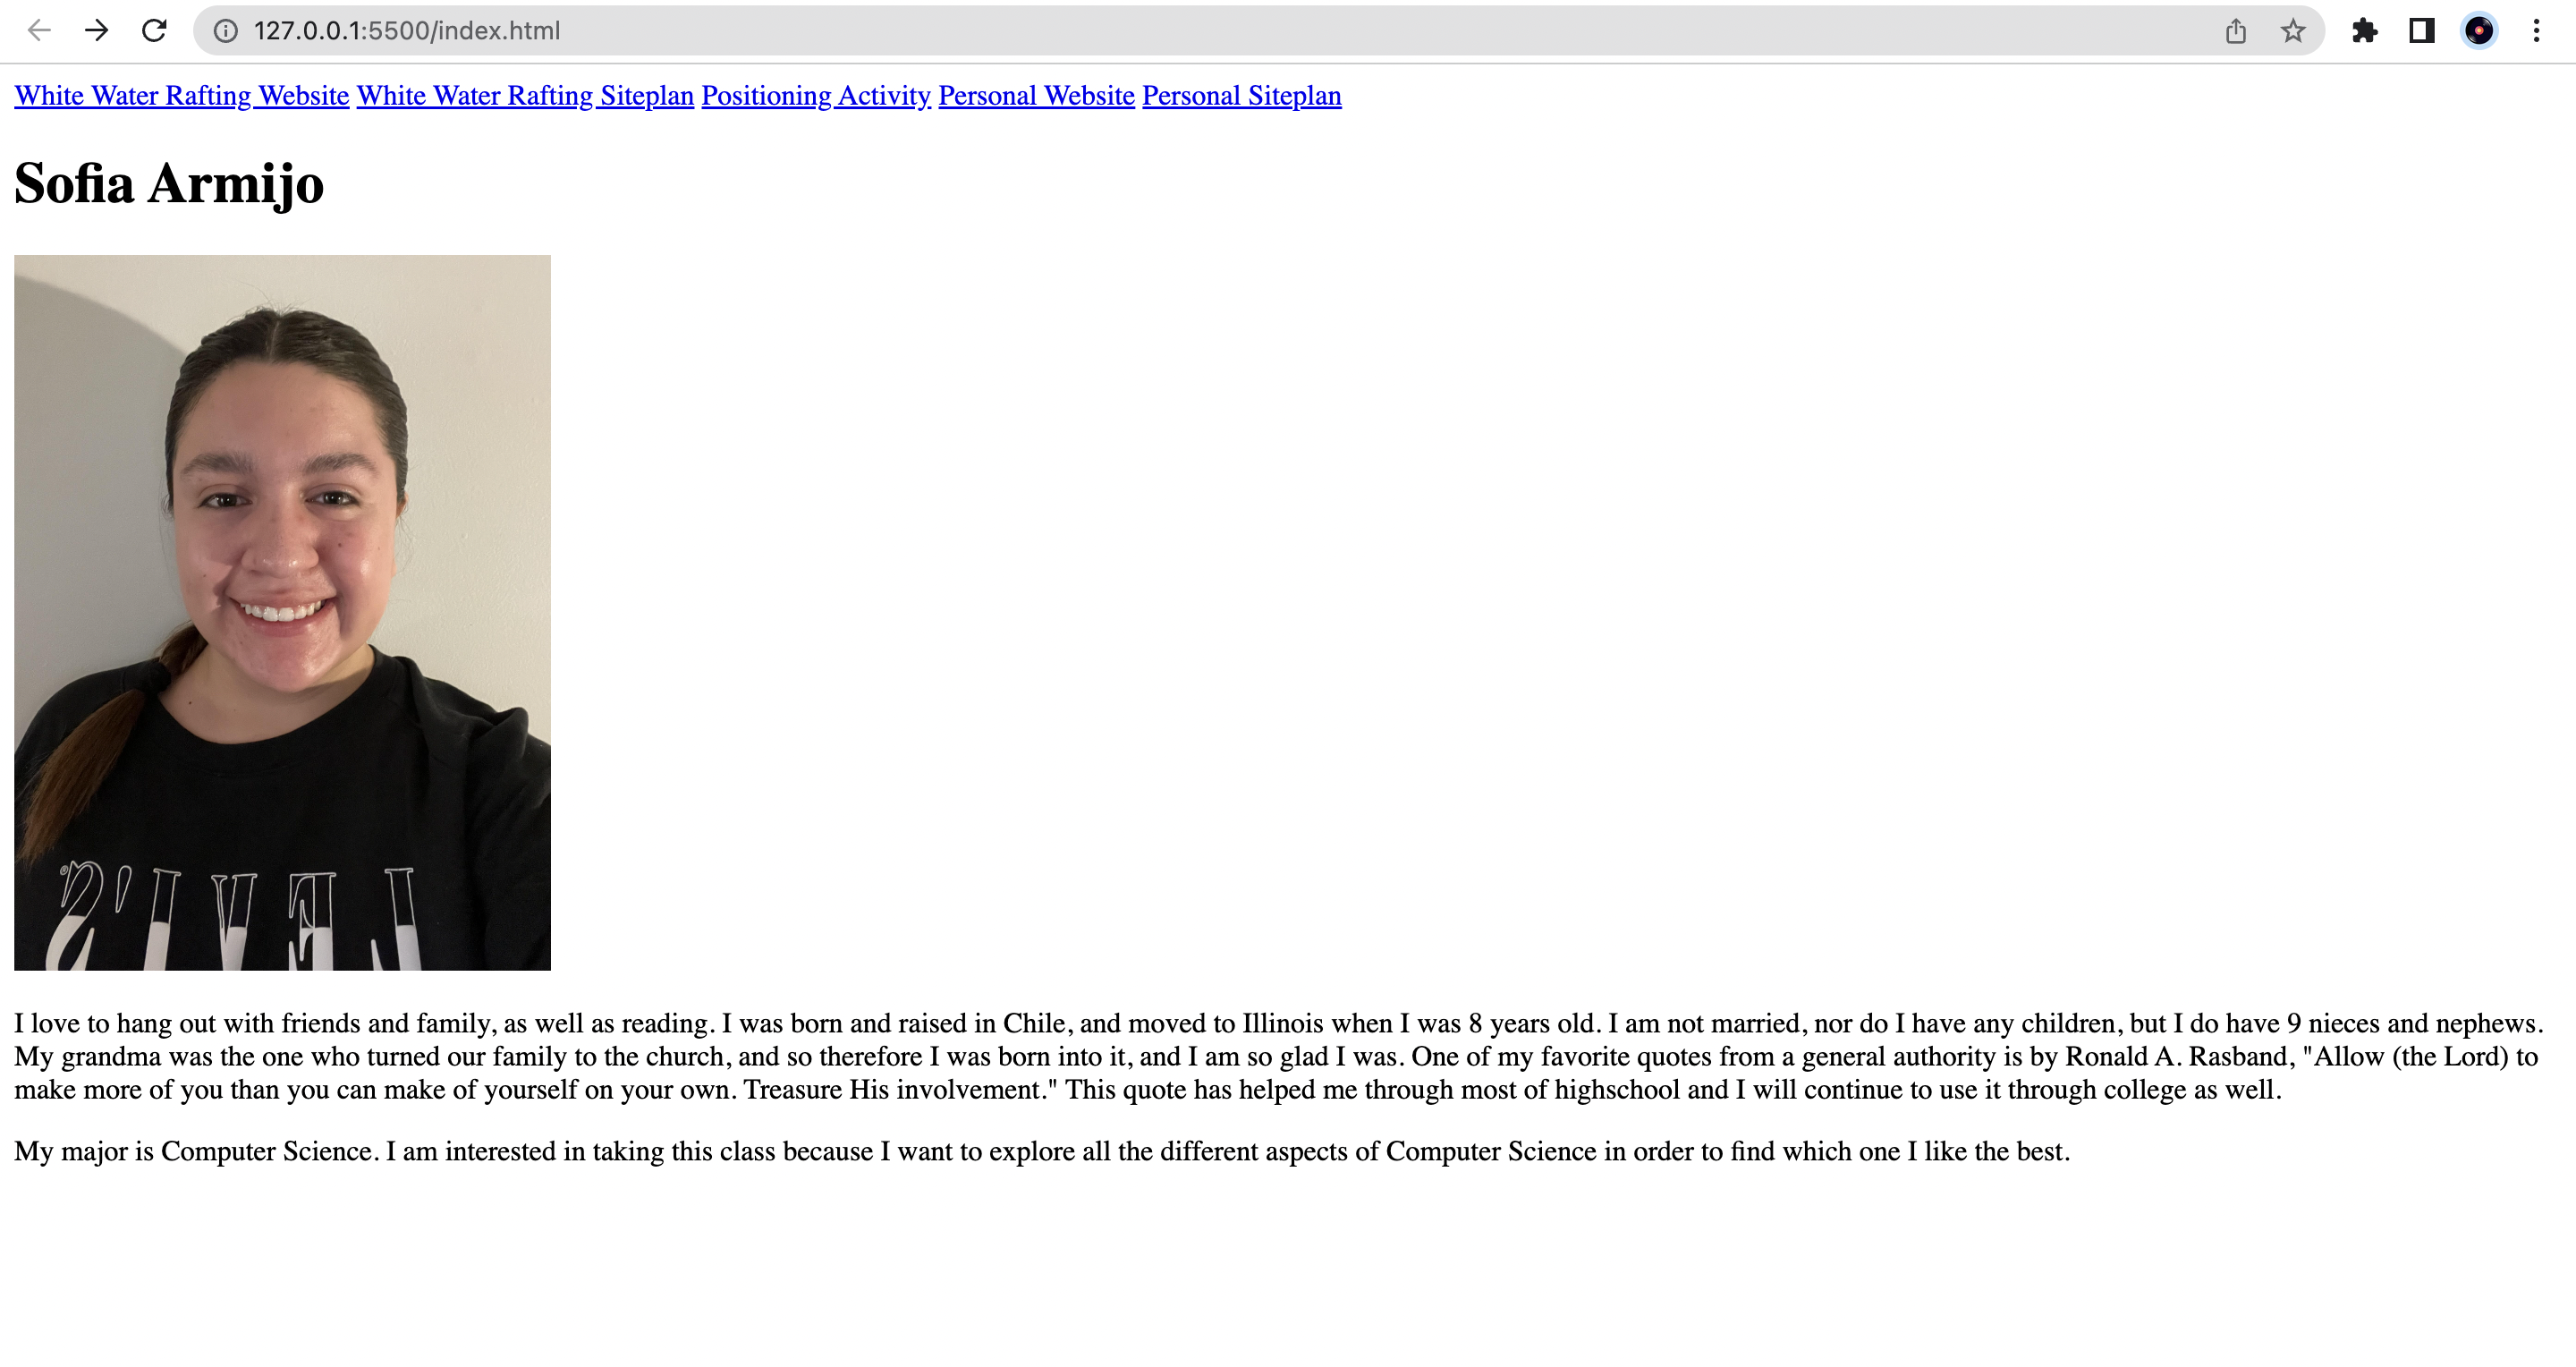 127.0.0.1:5500/index.html
White Water Rafting Website White Water Rafting Siteplan Positioning Activity Personal Website Personal Siteplan
Sofia Armijo
LEVI'S
I love to hang out with friends and family, as well as reading. I was born and raised in Chile, and moved to Illinois when I was 8 years old. I am not married, nor do I have any children, but I do have 9 nieces and nephews.
My grandma was the one who turned our family to the church, and so therefore I was born into it, and I am so glad I was. One of my favorite quotes from a general authority is by Ronald A. Rasband, "Allow (the Lord) to
make more of you than you can make of yourself on your own. Treasure His involvement." This quote has helped me through most of highschool and I will continue to use it through college as well.
My major is Computer Science. I am interested in taking this class because I want to explore all the different aspects of Computer Science in order to find which one I like the best.